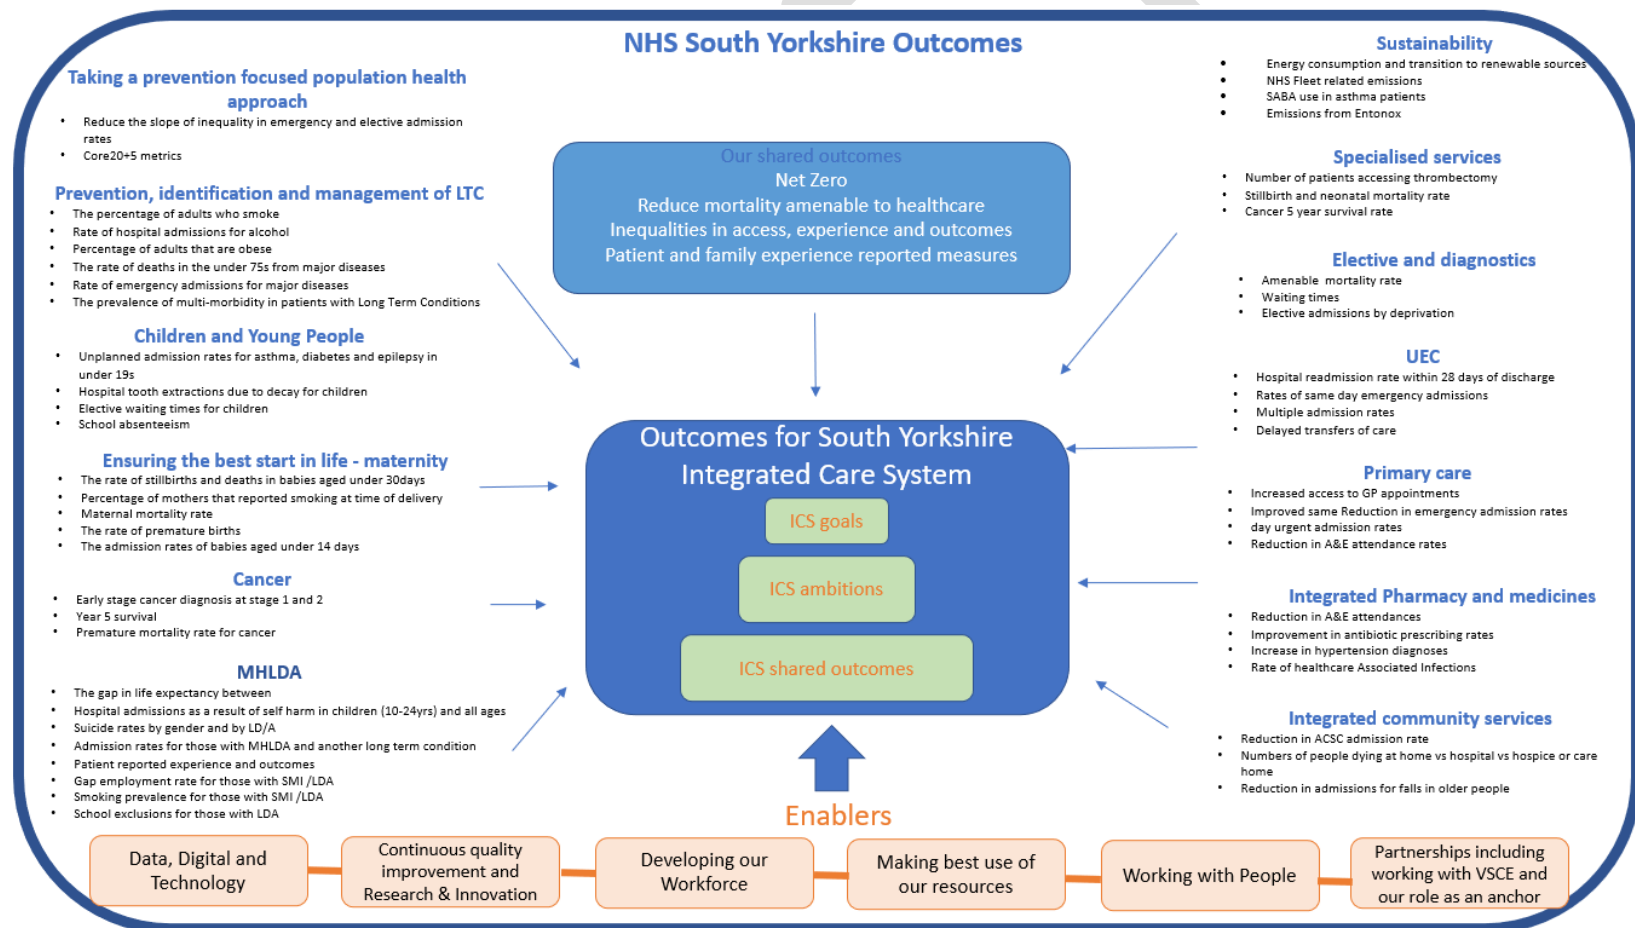 NHS South Yorkshire Outcomes
Taking a prevention focused population health
approach
• Reduce the slope of inequality in emergency and elective admission
rates
• Core20+5 metrics
Prevention, identification and management of LTC
• The percentage of adults who smoke
• Rate of hospital admissions for alcohol
• Percentage of adults that are obese
• The rate of deaths in the under 75s from major diseases
• Rate of emergency admissions for major diseases
• The prevalence of multi-morbidity in patients with Long Term Conditions
Children and Young People
• Unplanned admission rates for asthma, diabetes and epilepsy in
under 19s
• Hospital tooth extractions due to decay for children
• Elective waiting times for children
• School absenteeism
Ensuring the best start in life - maternity
• The rate of stillbirths and deaths in babies aged under 30days
• Percentage of mothers that reported smoking at time of delivery
• Maternal mortality rate
• The rate of premature births
• The admission rates of babies aged under 14 days
Cancer
• Early stage cancer diagnosis at stage 1 and 2
• Year 5 survival
• Premature mortality rate for cancer
MHLDA
• The gap in life expectancy between
• Hospital admissions as a result of self harm in children (10-24yrs) and all ages
• Suicide rates by gender and by LD/A
• Admission rates for those with MHLDA and another long term condition
• Patient reported experience and outcomes
• Gap employment rate for those with SMI /LDA
• Smoking prevalence for those with SMI /LDA
• School exclusions for those with LDA
Our shared outcomes
Net Zero
Reduce mortality amenable to healthcare
Inequalities in access, experience and outcomes
Patient and family experience reported measures
Outcomes for South Yorkshire
Integrated Care System
ICS goals
ICS ambitions
ICS shared outcomes
Sustainability
• Energy consumption and transition to renewable sources
• NHS Fleet related emissions
• SABA use in asthma patients
• Emissions from Entonox
Specialised services
• Number of patients accessing thrombectomy
• Stillbirth and neonatal mortality rate
• Cancer 5 year survival rate
Elective and diagnostics
• Amenable mortality rate
• Waiting times
• Elective admissions by deprivation
UEC
• Hospital readmission rate within 28 days of discharge
• Rates of same day emergency admissions
• Multiple admission rates
• Delayed transfers of care
Primary care
• Increased access to GP appointments
• Improved same Reduction in emergency admission rates
• day urgent admission rates
• Reduction in A&E attendance rates
Integrated Pharmacy and medicines
• Reduction in A&E attendances
• Improvement in antibiotic prescribing rates
• Increase in hypertension diagnoses
• Rate of healthcare Associated Infections
Integrated community services
• Reduction in ACSC admission rate
• Numbers of people dying at home vs hospital vs hospice or care
home
• Reduction in admissions for falls in older people
Enablers
Data, Digital and
Technology
Continuous quality
improvement and
Research & Innovation
Developing our
Workforce
Making best use of
our resources
Working with People
Partnerships including
working with VSCE and
our role as an anchor